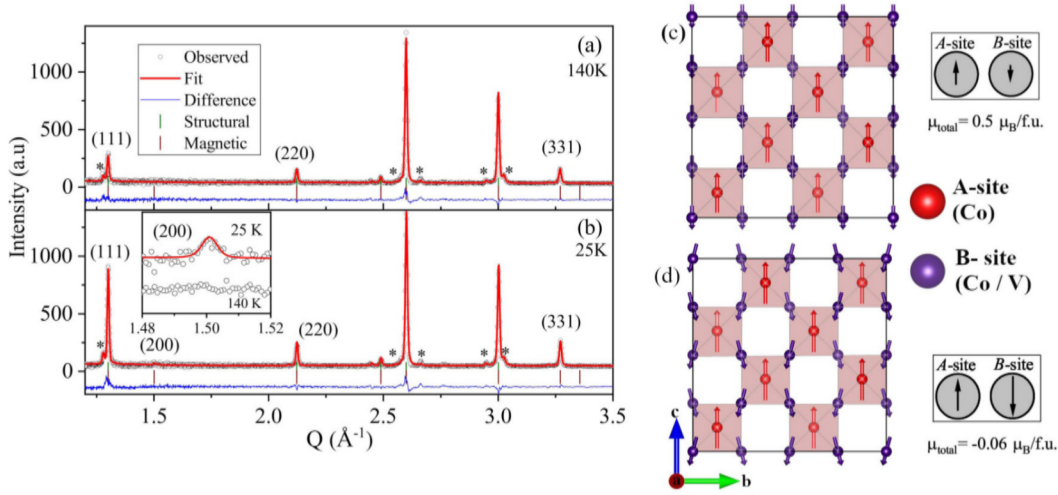 (a)
140K
Observed
Fit
Difference
Structural
Magnetic
(111)
(220)
(331)
* * * * *
1000
500
0
Intensity (a.u)
(b)
25K
(200)
25 K
140 K
1.48 1.50 1.52
(111)
(200)
(220)
(331)
* * * * *
1000
500
0
1.5 2.0 2.5 3.0 3.5
Q (Å-1)
(c)
A-site B-site
μtotal= 0.5 μB/f.u.
A-site
(Co)
B- site
(Co / V)
(d)
A-site B-site
μtotal= -0.06 μB/f.u.
c
a
b